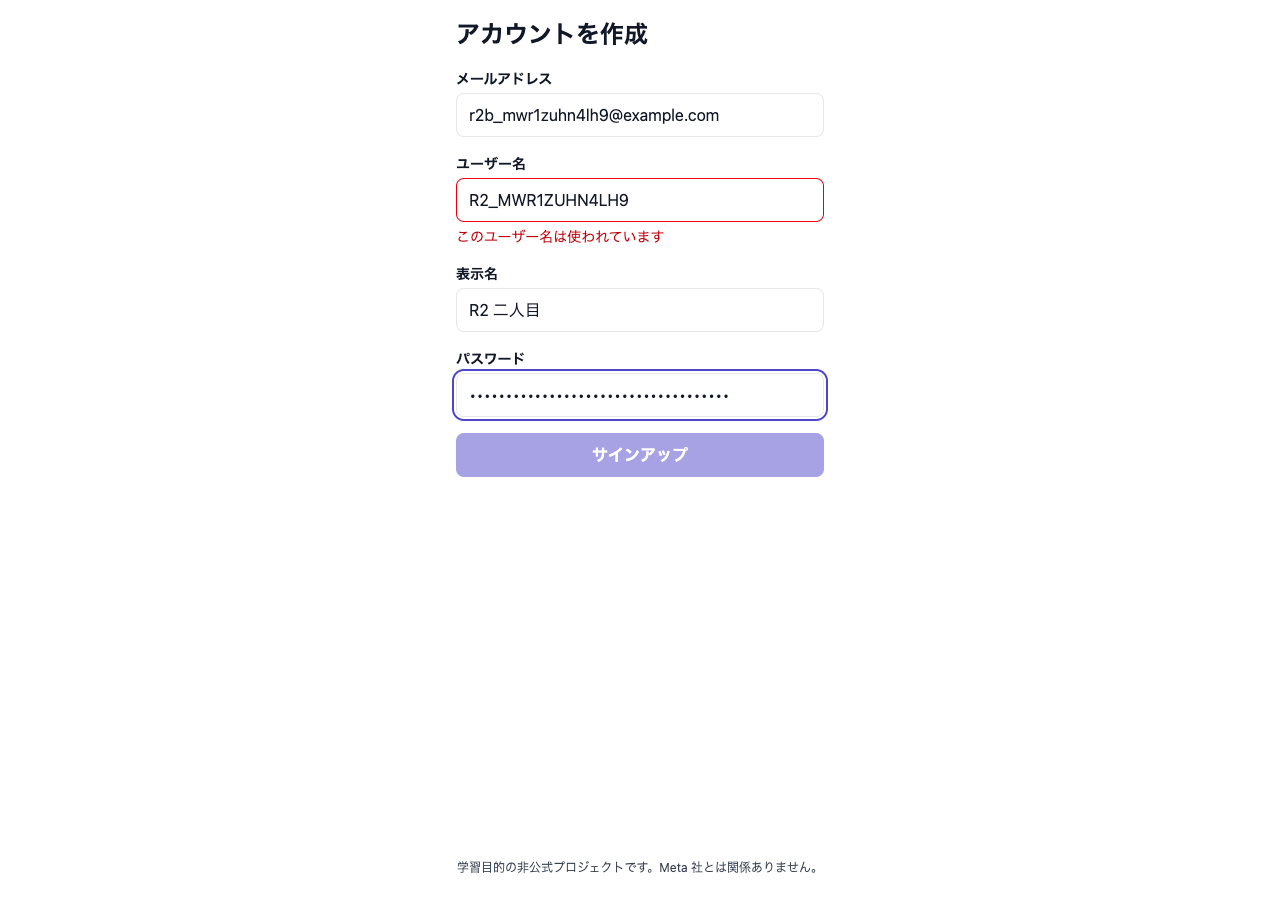 アカウントを作成
メールアドレス
r2b_mwr1zuhn4lh9@example.com
ユーザー名
R2_MWR1ZUHN4LH9
このユーザー名は使われています
表示名
R2 二人目
パスワード
••••••••••••••••••••••••••••••••••••
サインアップ
学習目的の非公式プロジェクトです。Meta 社とは関係ありません。